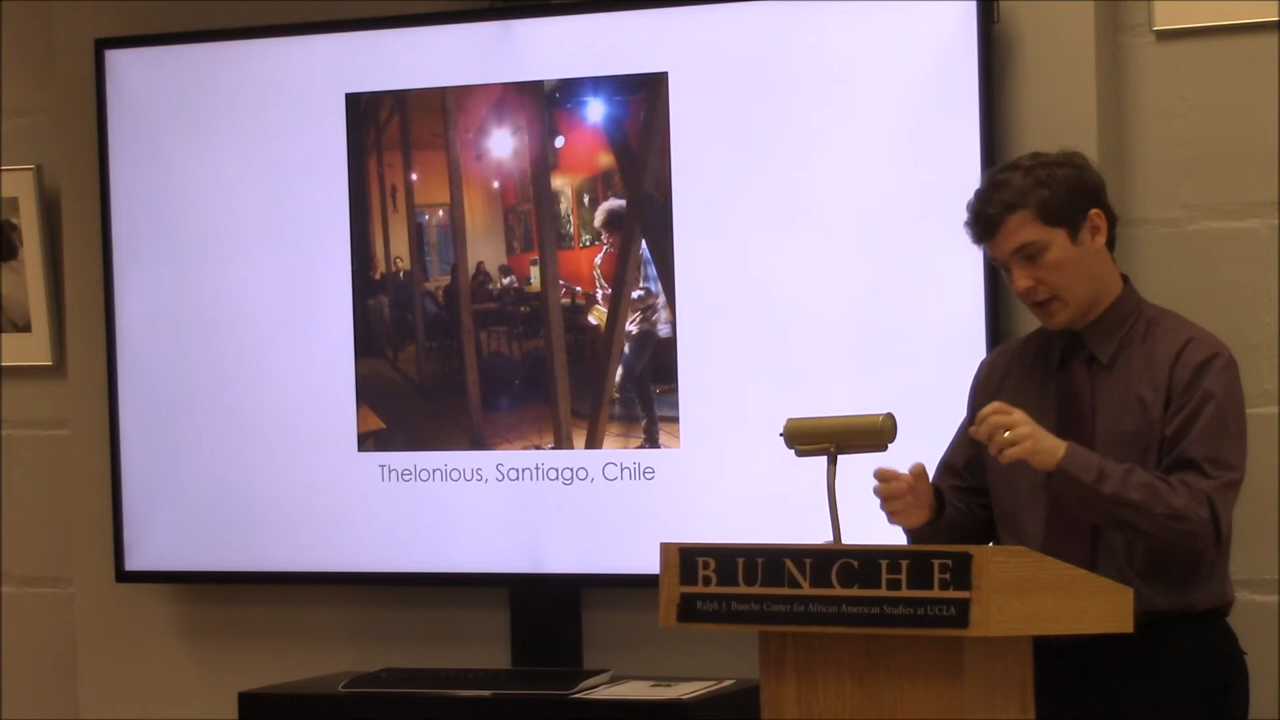 Thelonious, Santiago, Chile
BUNCHE
Ralph J. Bunche Center for African American Studies at UCLA